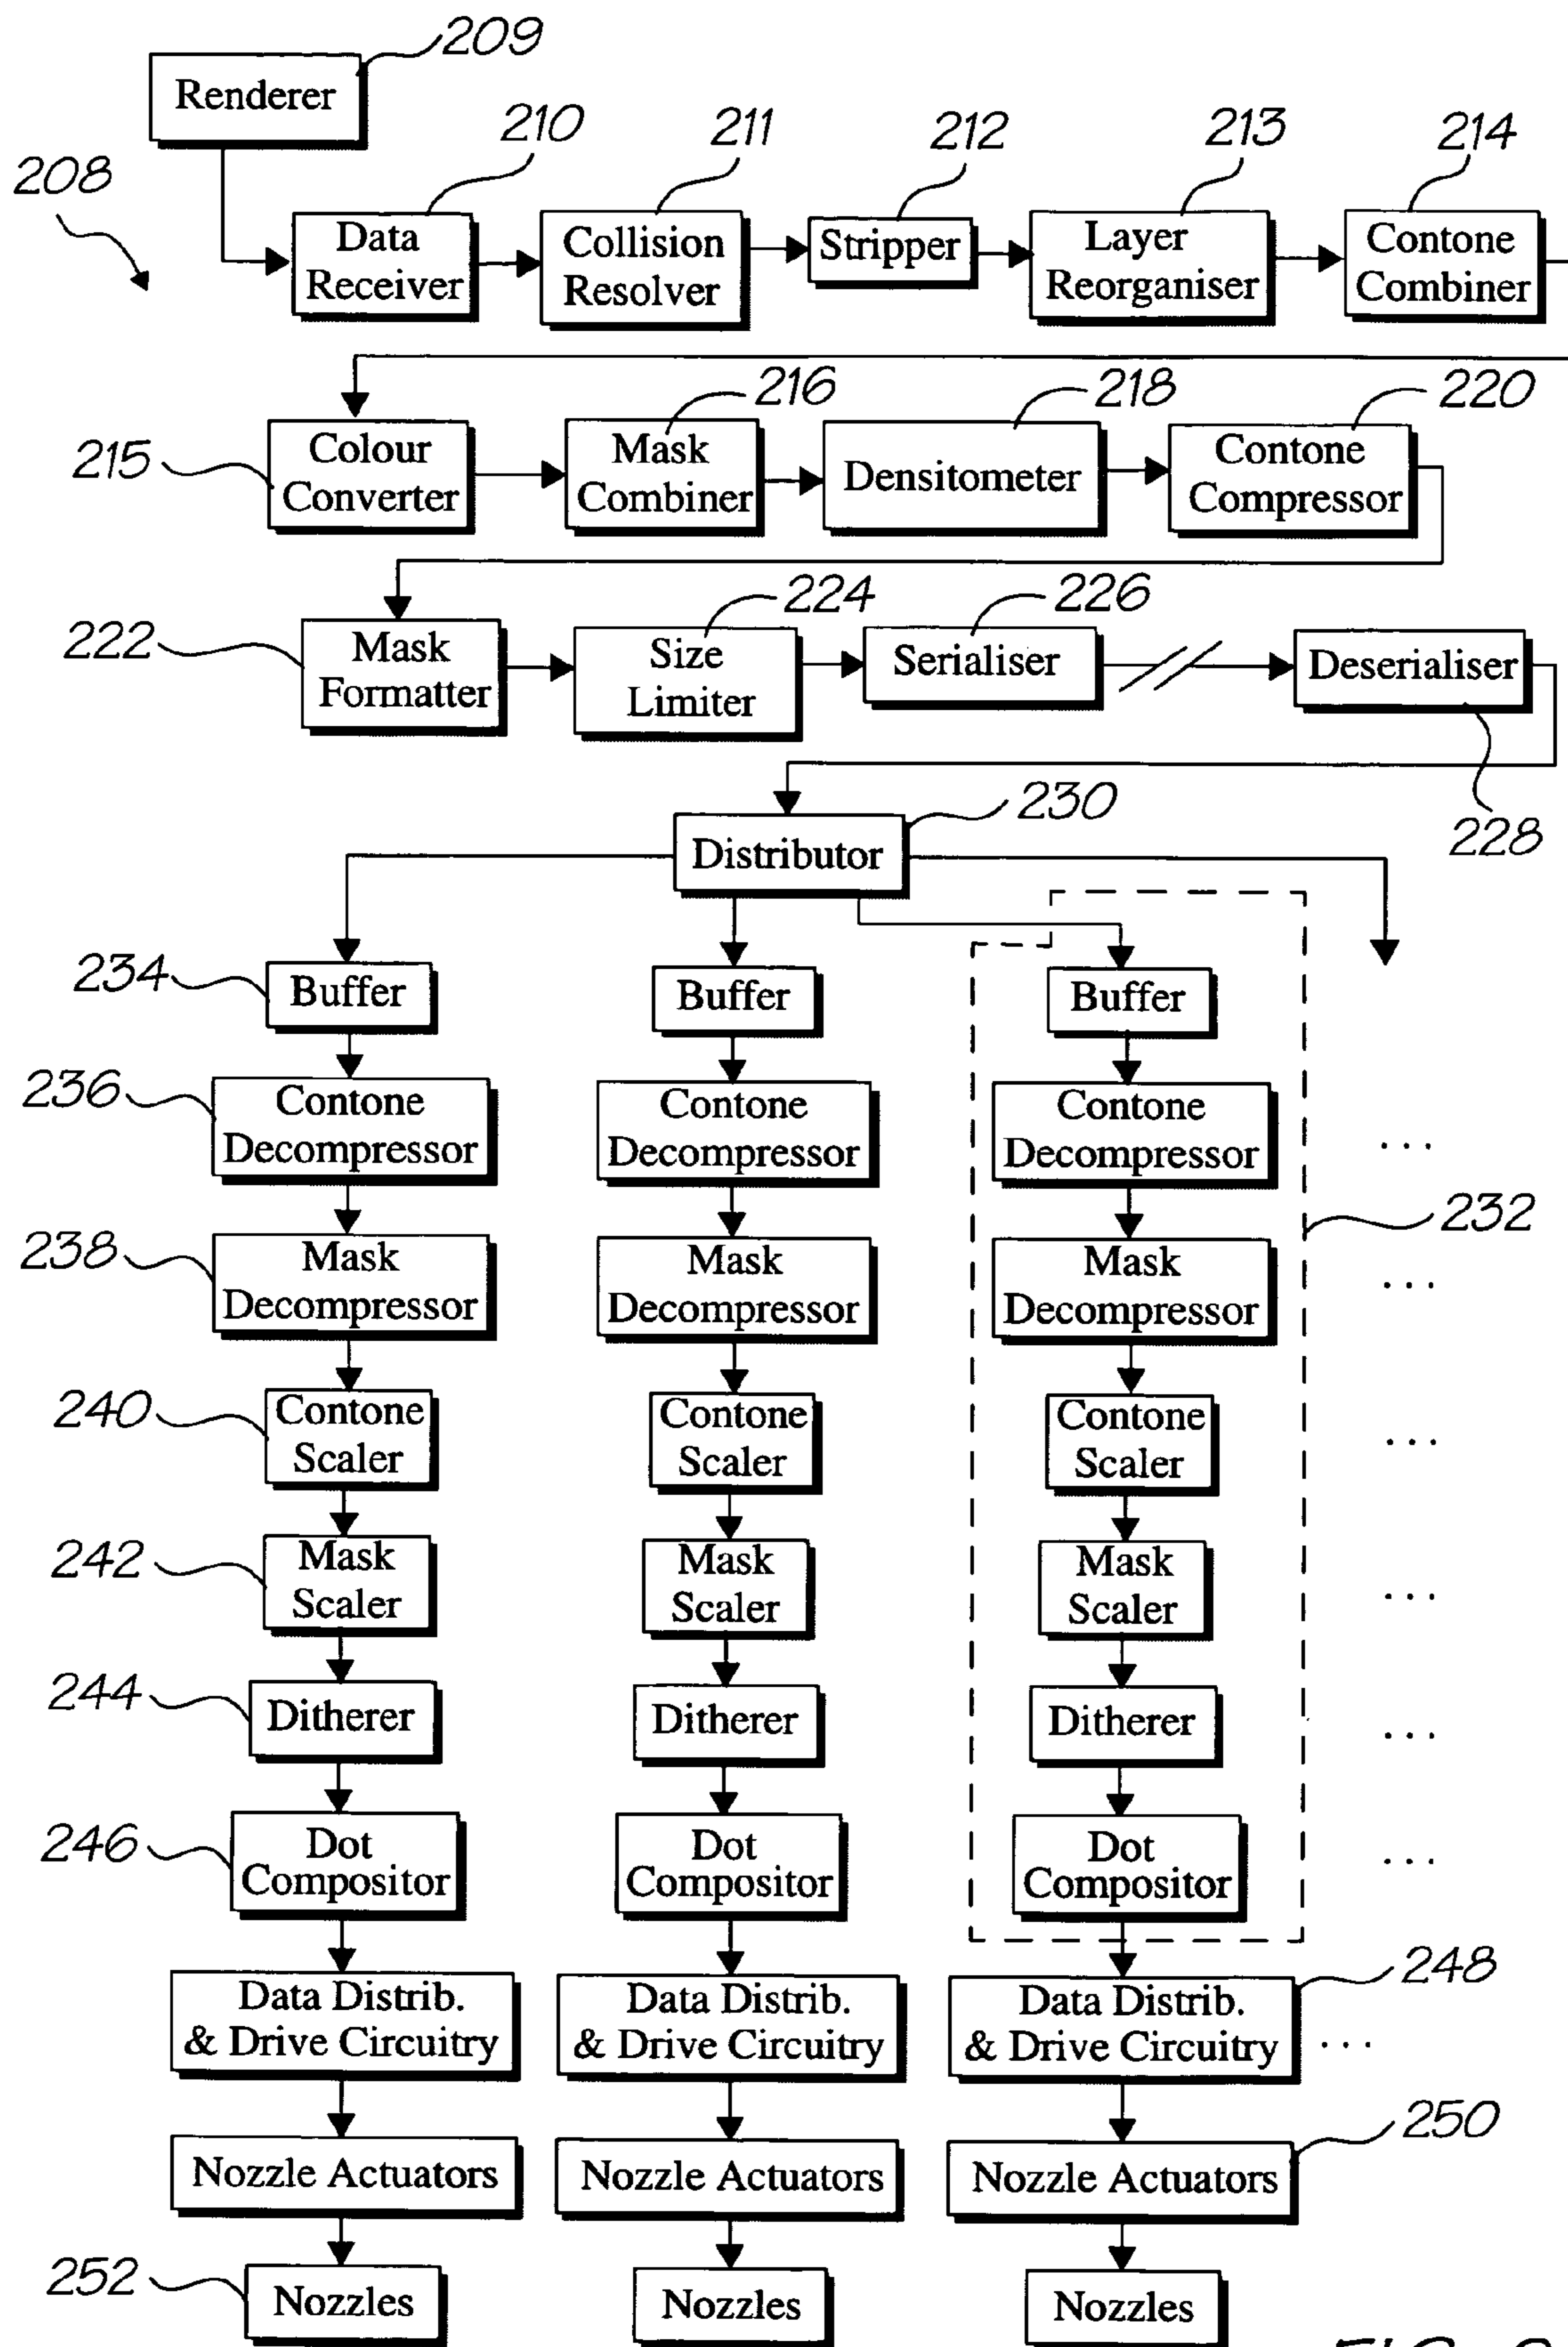 209
Renderer
208
210
211
212
213
214
Data
Receiver
Collision
Resolver
Stripper
Layer
Reorganiser
Contone
Combiner
215
216
218
220
Colour
Converter
Mask
Combiner
Densitometer
Contone
Compressor
222
224
226
Mask
Formatter
Size
Limiter
Serialiser
Deserialiser
228
230
Distributor
234
Buffer
Buffer
Buffer
236
Contone
Decompressor
Contone
Decompressor
Contone
Decompressor
...
232
238
Mask
Decompressor
Mask
Decompressor
Mask
Decompressor
...
240
Contone
Scaler
Contone
Scaler
Contone
Scaler
...
242
Mask
Scaler
Mask
Scaler
Mask
Scaler
...
244
Ditherer
Ditherer
Ditherer
...
246
Dot
Compositor
Dot
Compositor
Dot
Compositor
...
Data Distrib.
& Drive Circuitry
Data Distrib.
& Drive Circuitry
Data Distrib.
& Drive Circuitry
...
248
Nozzle Actuators
Nozzle Actuators
Nozzle Actuators
250
252
Nozzles
Nozzles
Nozzles